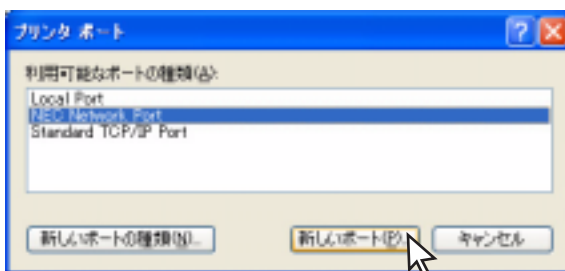 プリンタ ポート
利用可能なポートの種類(A):
Local Port
NEC Network Port
Standard TCP/IP Port
新しいポートの種類(N)...
新しいポート(P)...
キャンセル